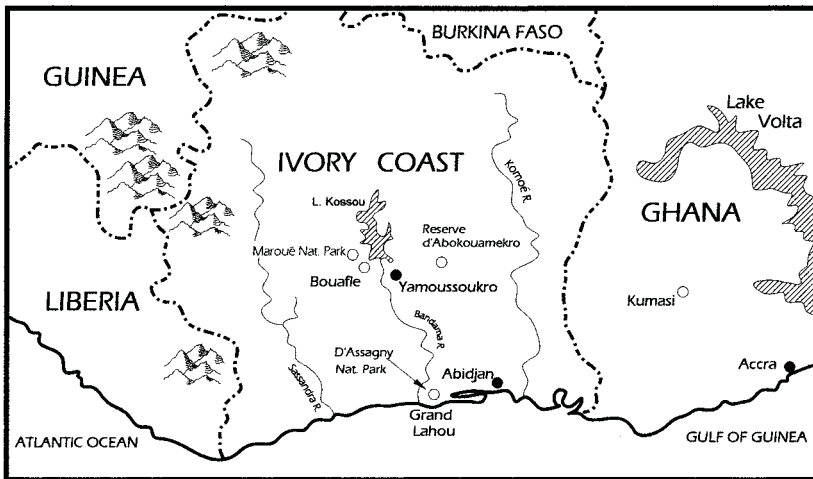 BURKINA FASO
GUINEA
Lake
Volta
IVORY COAST
Komoé R.
L. Kossou
GHANA
Reserve
d'Abokouamekro
Marouë Nat. Park
Bouafle
Yamoussoukro
LIBERIA
Kumasi
Bandama R.
D'Assagny
Nat. Park
Abidjan
Accra
Sassandra R.
Grand
Lahou
ATLANTIC OCEAN
GULF OF GUINEA